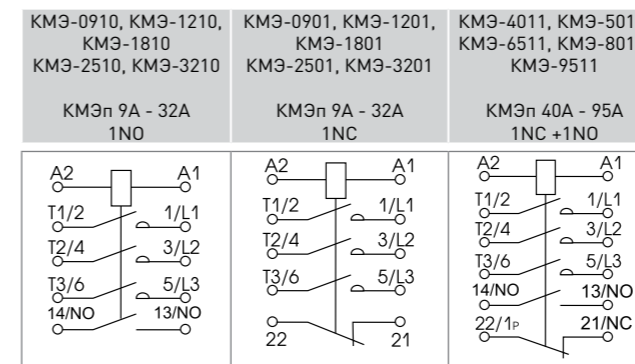 КМЭ-0910, КМЭ-1210,
КМЭ-1810
КМЭ-2510, КМЭ-3210
КМЭп 9А - 32А
1NO
КМЭ-0901, КМЭ-1201,
КМЭ-1801
КМЭ-2501, КМЭ-3201
КМЭп 9А - 32А
1NC
КМЭ-4011, КМЭ-501
КМЭ-6511, КМЭ-801
КМЭ-9511
КМЭп 40А - 95А
1NC +1NO
A2 A1
T1/2 1/L1
T2/4 3/L2
T3/6 5/L3
14/NO 13/NO
A2 A1
T1/2 1/L1
T2/4 3/L2
T3/6 5/L3
22 21
A2 A1
T1/2 1/L1
T2/4 3/L2
T3/6 5/L3
14/NO 13/NO
22/1P 21/NC